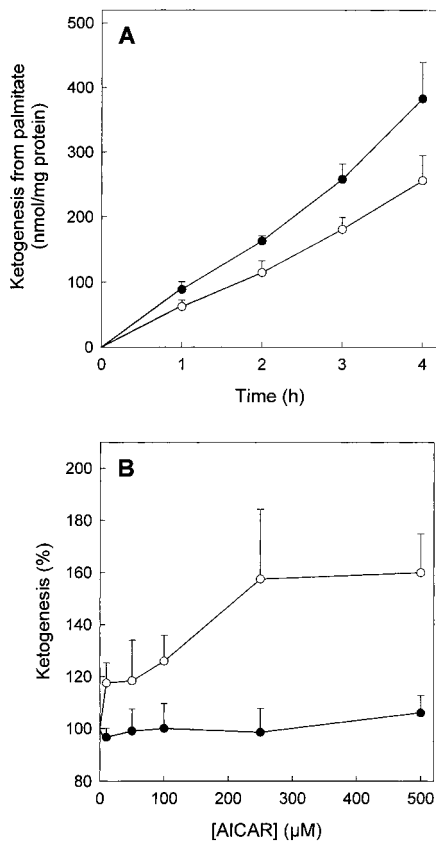 A
Ketogenesis from palmitate
(nmol/mg protein)
500
400
300
200
100
0
0 1 2 3 4
Time (h)
B
Ketogenesis (%)
200
180
160
140
120
100
80
0 100 200 300 400 500
[AICAR] (µM)